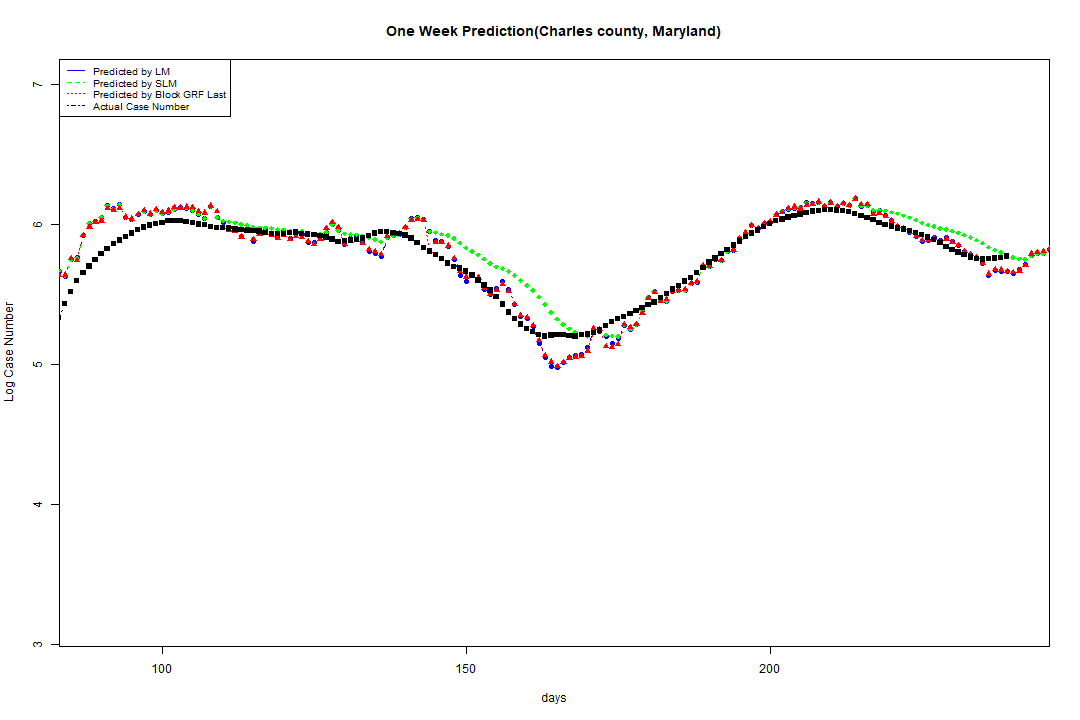 One Week Prediction(Charles county, Maryland)
Predicted by LM
Predicted by SLM
Predicted by Block GRF Last
Actual Case Number
7
6
5
4
3
Log Case Number
100 150 200
days